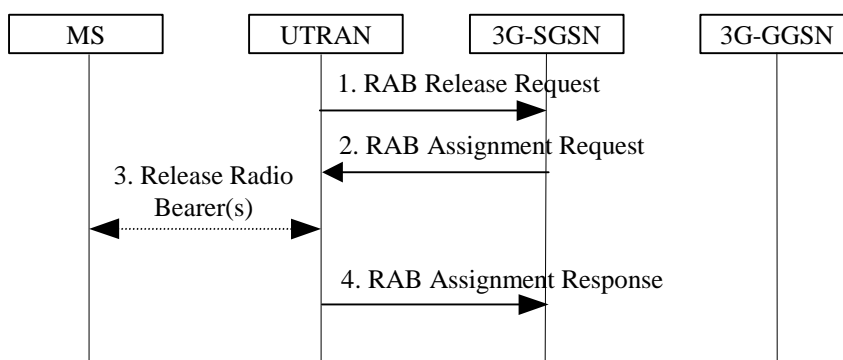 MS
UTRAN
3G-SGSN
3G-GGSN
1. RAB Release Request
2. RAB Assignment Request
3. Release Radio
Bearer(s)
4. RAB Assignment Response